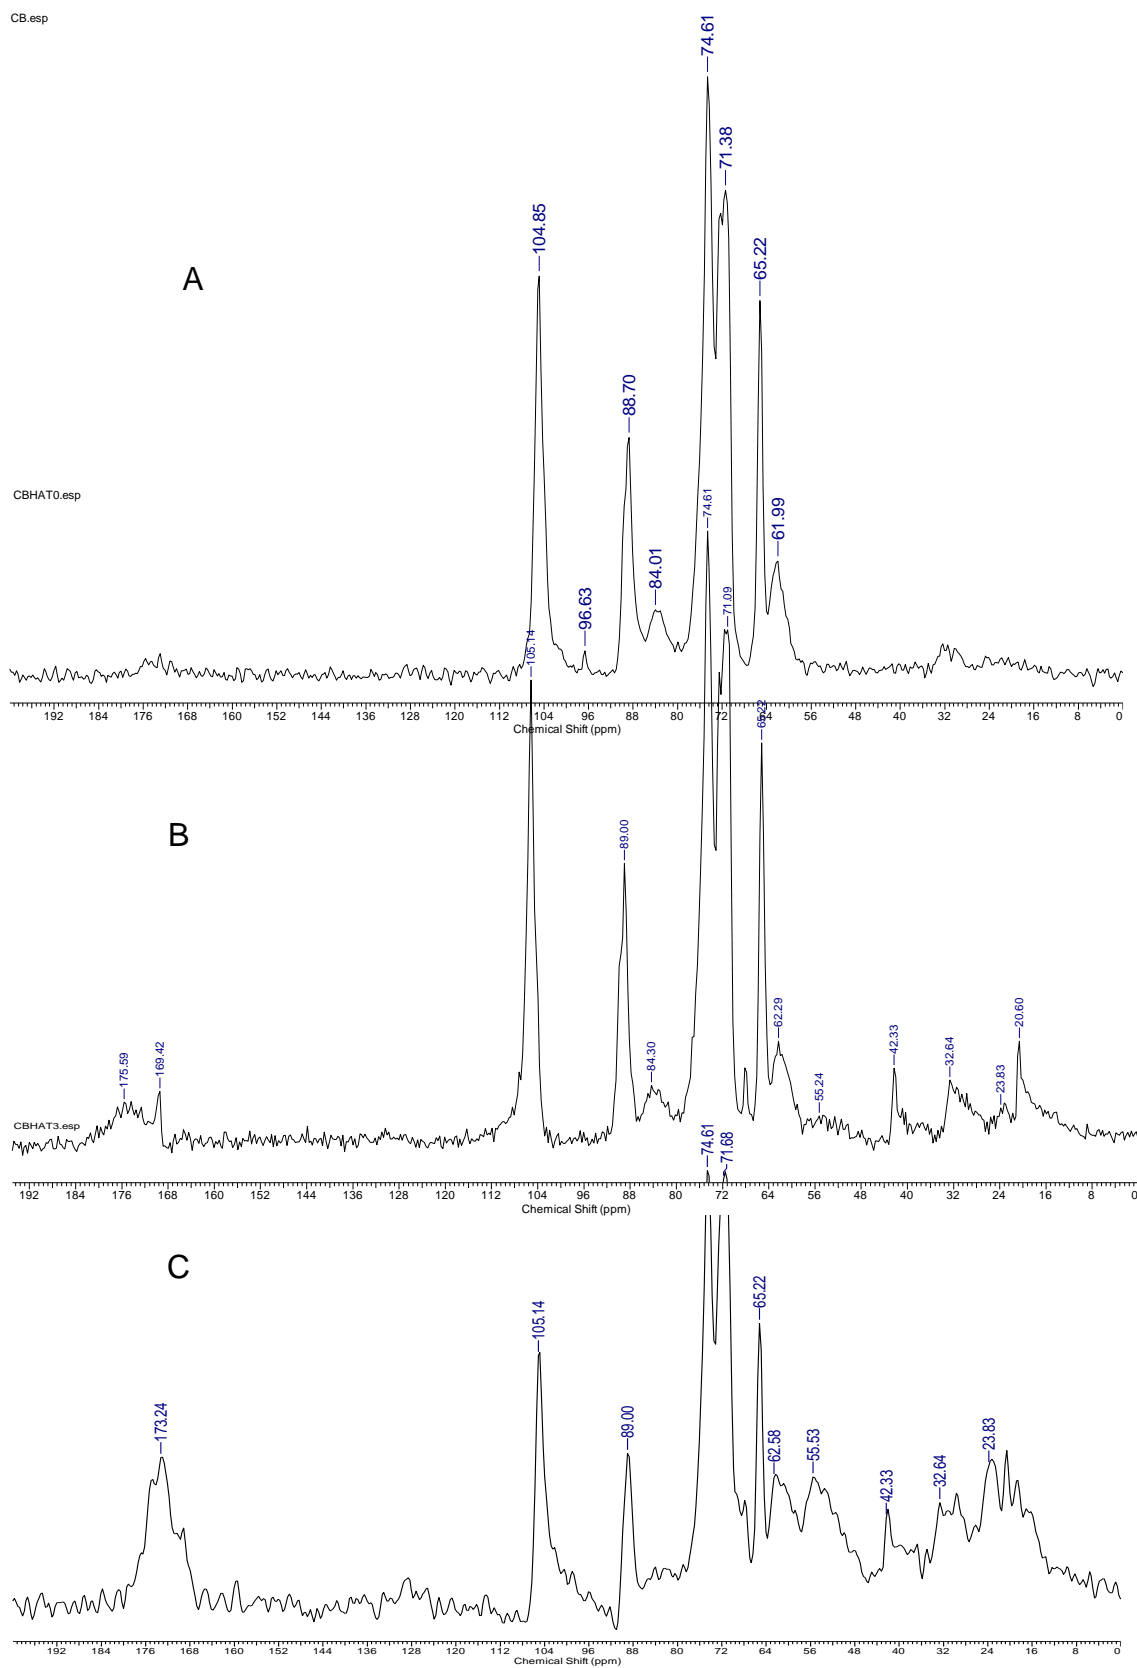 CB.esp
74.61
71.38
104.85
65.22
A
88.70
61.99
84.01
96.63
192 184 176 168 160 152 144 136 128 120 112 104 96 88 80 72 64 56 48 40 32 24 16 8 0
Chemical Shift (ppm)
CBHAT0.esp
74.61
71.09
105.14
65.22
B
89.00
62.29
20.60
42.33
175.59
169.42
84.30
32.64
23.83
55.24
192 184 176 168 160 152 144 136 128 120 112 104 96 88 80 72 64 56 48 40 32 24 16 8 0
Chemical Shift (ppm)
CBHAT3.esp
74.61
71.68
C
65.22
105.14
173.24
89.00
62.58
55.53
23.83
32.64
42.33
192 184 176 168 160 152 144 136 128 120 112 104 96 88 80 72 64 56 48 40 32 24 16 8 0
Chemical Shift (ppm)